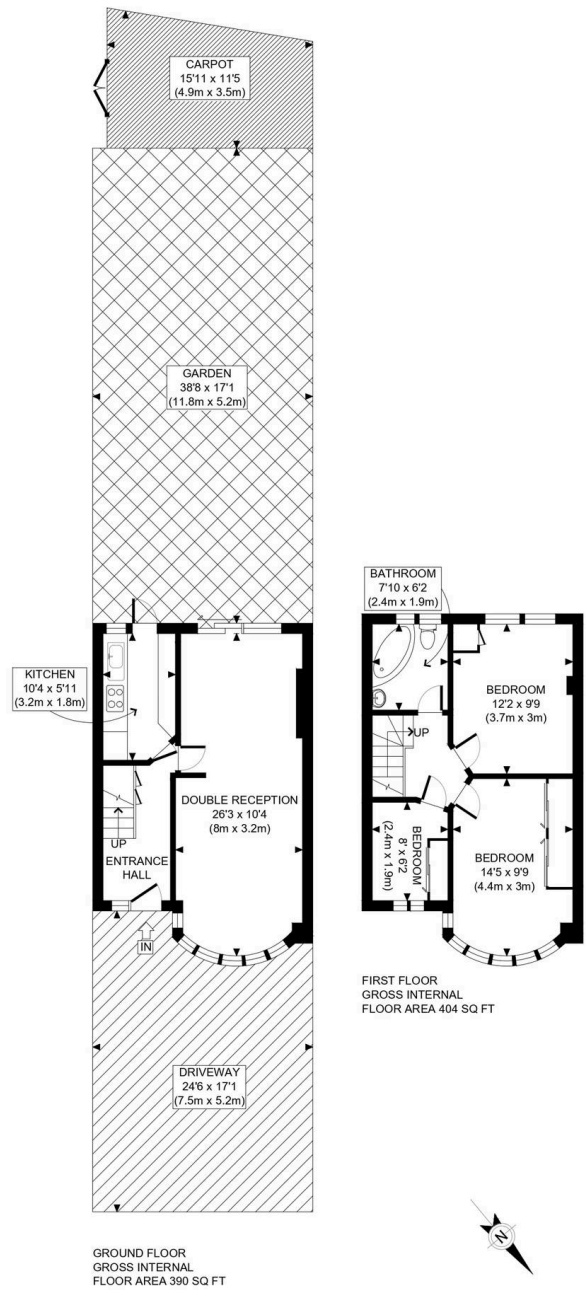 CARPOT
15'11 x 11'5
(4.9m x 3.5m)
GARDEN
38'8 x 17'1
(11.8m x 5.2m)
BATHROOM
7'10 x 6'2
(2.4m x 1.9m)
KITCHEN
10'4 x 5'11
(3.2m x 1.8m)
BEDROOM
12'2 x 9'9
(3.7m x 3m)
UP
DOUBLE RECEPTION
26'3 x 10'4
(8m x 3.2m)
UP
ENTRANCE
HALL
BEDROOM
8' x 6'2
(2.4m x 1.9m)
BEDROOM
14'5 x 9'9
(4.4m x 3m)
IN
FIRST FLOOR
GROSS INTERNAL
FLOOR AREA 404 SQ FT
DRIVEWAY
24'6 x 17'1
(7.5m x 5.2m)
N
GROUND FLOOR
GROSS INTERNAL
FLOOR AREA 390 SQ FT